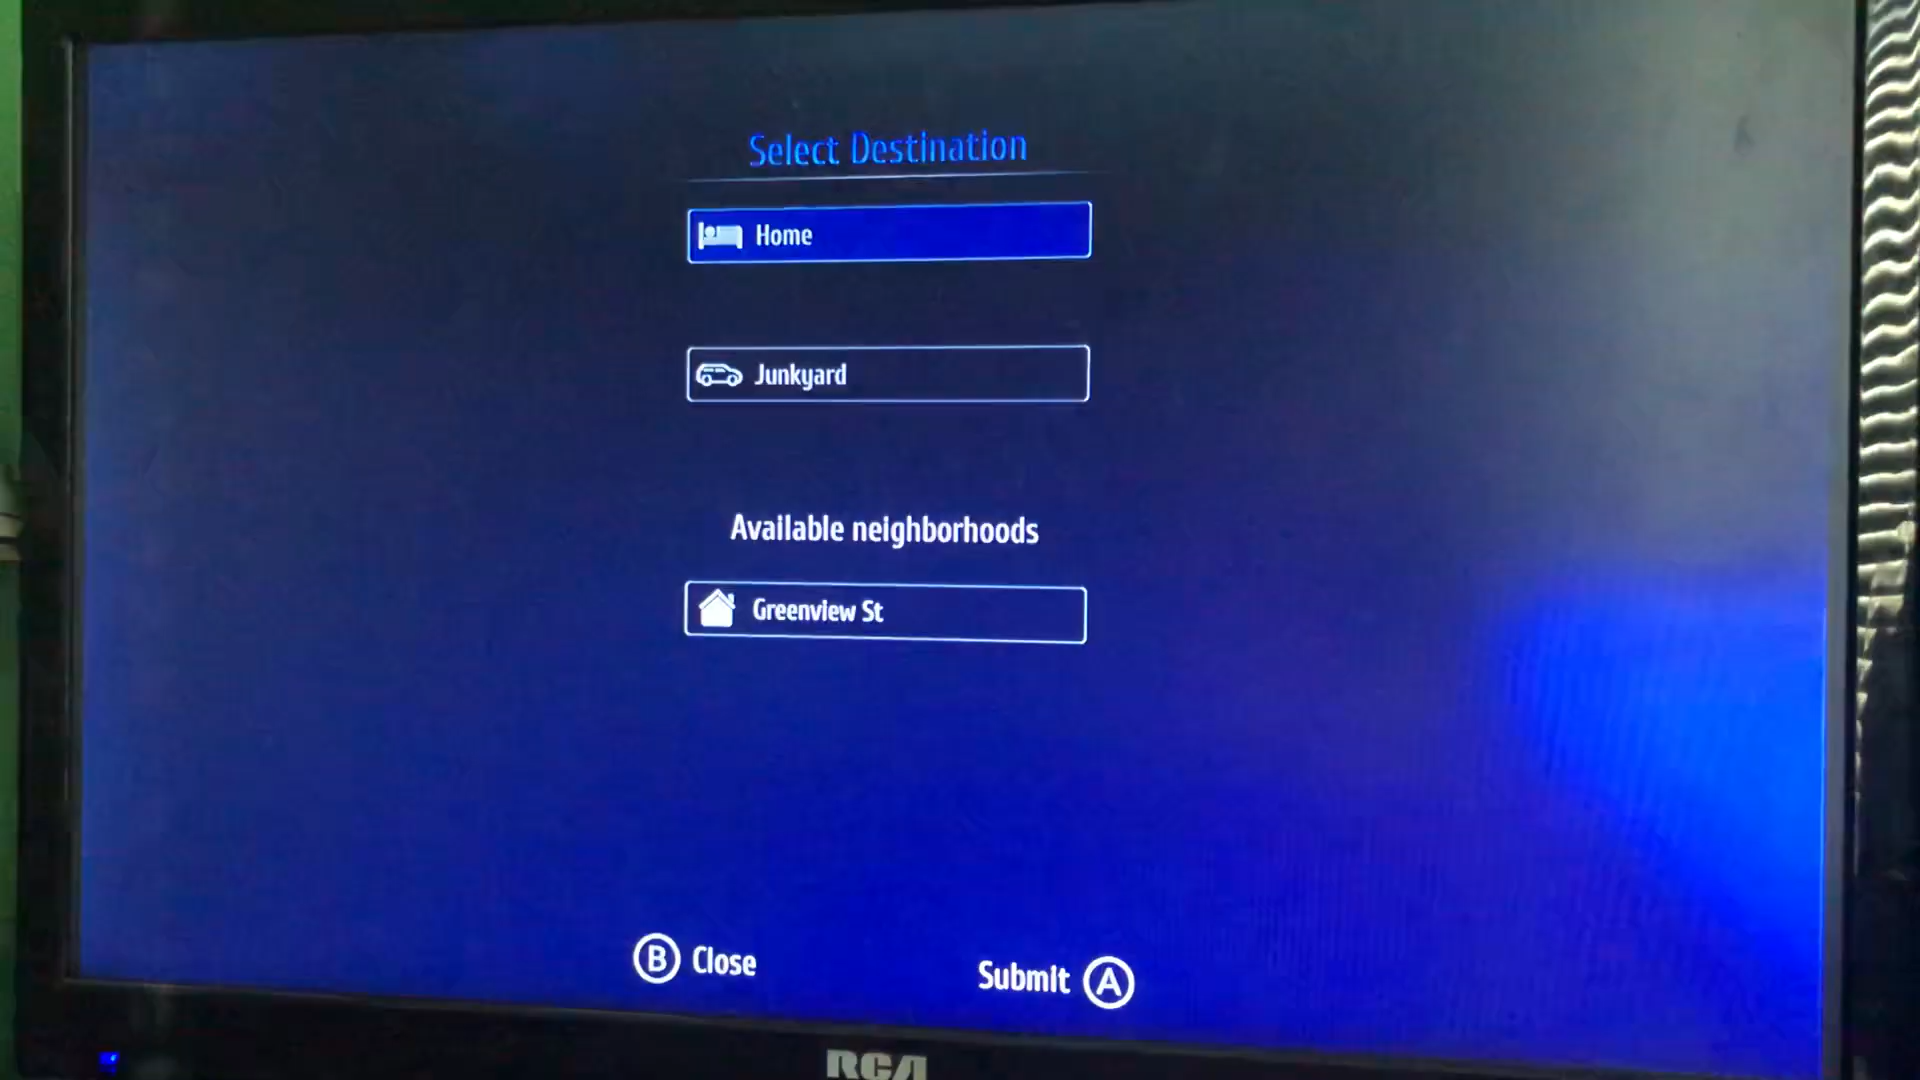 Select Destination
Home
Junkyard
Available neighborhoods
Greenview St
B Close
Submit A
RCA